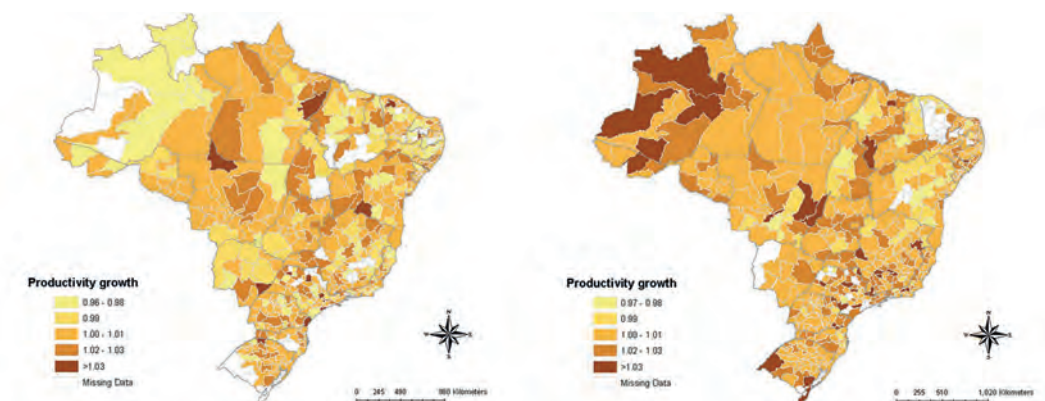 Productivity growth
0.96 - 0.98
0.99
1.00 - 1.01
1.02 - 1.03
>1.03
Missing Data
N
W
E
S
0 245 490 980 Kilometers
Productivity growth
0.97 - 0.98
0.99
1.00 - 1.01
1.02 - 1.03
>1.03
Missing Data
N
W
E
S
0 255 510 1,020 Kilometers